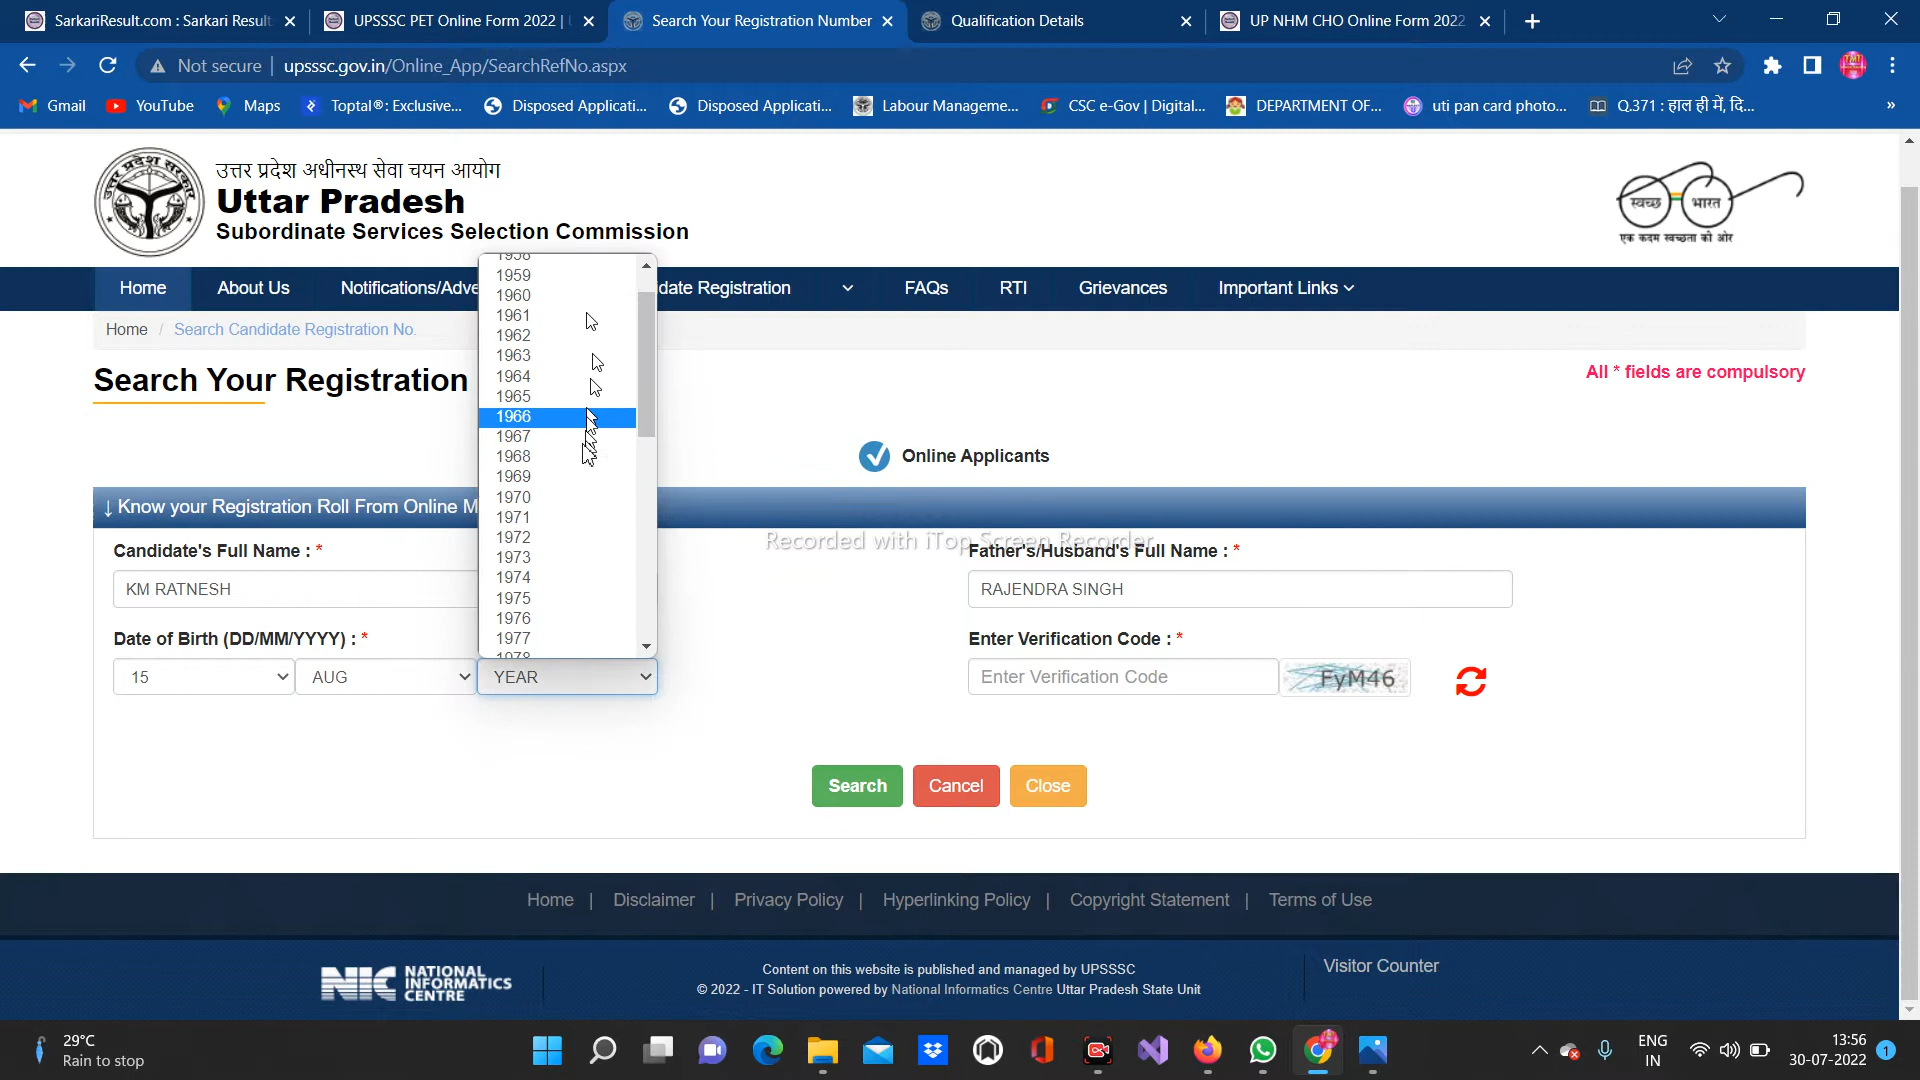 SarkariResult.com : Sarkari Result
UPSSSC PET Online Form 2022 |
Search Your Registration Number
Qualification Details
UP NHM CHO Online Form 2022
Not secure
upsssc.gov.in/Online_App/SearchRefNo.aspx
Gmail
YouTube
Maps
Toptal®: Exclusive...
Disposed Applicati...
Disposed Applicati...
Labour Manageme...
CSC e-Gov | Digital...
DEPARTMENT OF...
uti pan card photo...
Q.371 : हाल ही में, दि...
»
उत्तर प्रदेश अधीनस्थ सेवा चयन आयोग
Uttar Pradesh
Subordinate Services Selection Commission
स्वच्छ भारत
एक कदम स्वच्छता की ओर
Home
About Us
Notifications/Adve
date Registration
FAQs
RTI
Grievances
Important Links
Home / Search Candidate Registration No.
Search Your Registration
All * fields are compulsory
1958
1959
1960
1961
1962
1963
1964
1965
1966
1967
1968
1969
1970
1971
1972
1973
1974
1975
1976
1977
1978
Online Applicants
↓ Know your Registration Roll From Online M
Recorded with iTop Screen Recorder
Candidate's Full Name : *
Father's/Husband's Full Name : *
KM RATNESH
RAJENDRA SINGH
Date of Birth (DD/MM/YYYY) : *
Enter Verification Code : *
15
AUG
YEAR
Enter Verification Code
FyM46
Search
Cancel
Close
Home | Disclaimer | Privacy Policy | Hyperlinking Policy | Copyright Statement | Terms of Use
NIC NATIONAL INFORMATICS CENTRE
Content on this website is published and managed by UPSSSC
© 2022 - IT Solution powered by National Informatics Centre Uttar Pradesh State Unit
Visitor Counter
29°C
Rain to stop
ENG
IN
13:56
30-07-2022
1